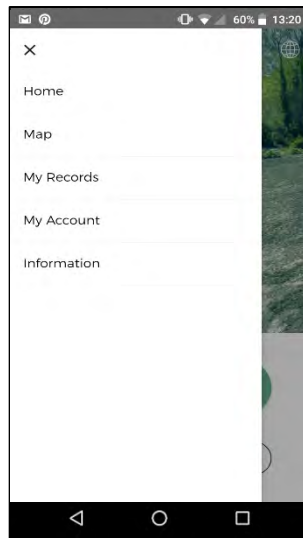 60% 13:20
Home
Map
My Records
My Account
Information